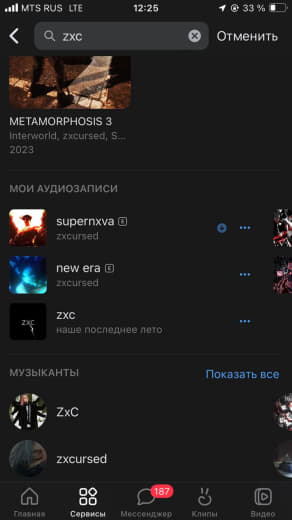 MTS RUS LTE 12:25 33 %
zxc Отменить
METAMORPHOSIS 3
Interworld, zxcursed, S...
2023
МОИ АУДИОЗАПИСИ
supernxva E
zxcursed
new era E
zxcursed
zxc
zxc
наше последнее лето
МУЗЫКАНТЫ Показать все
ZxC
zxcursed
187
Главная Сервисы Мессенджер Клипы Видео